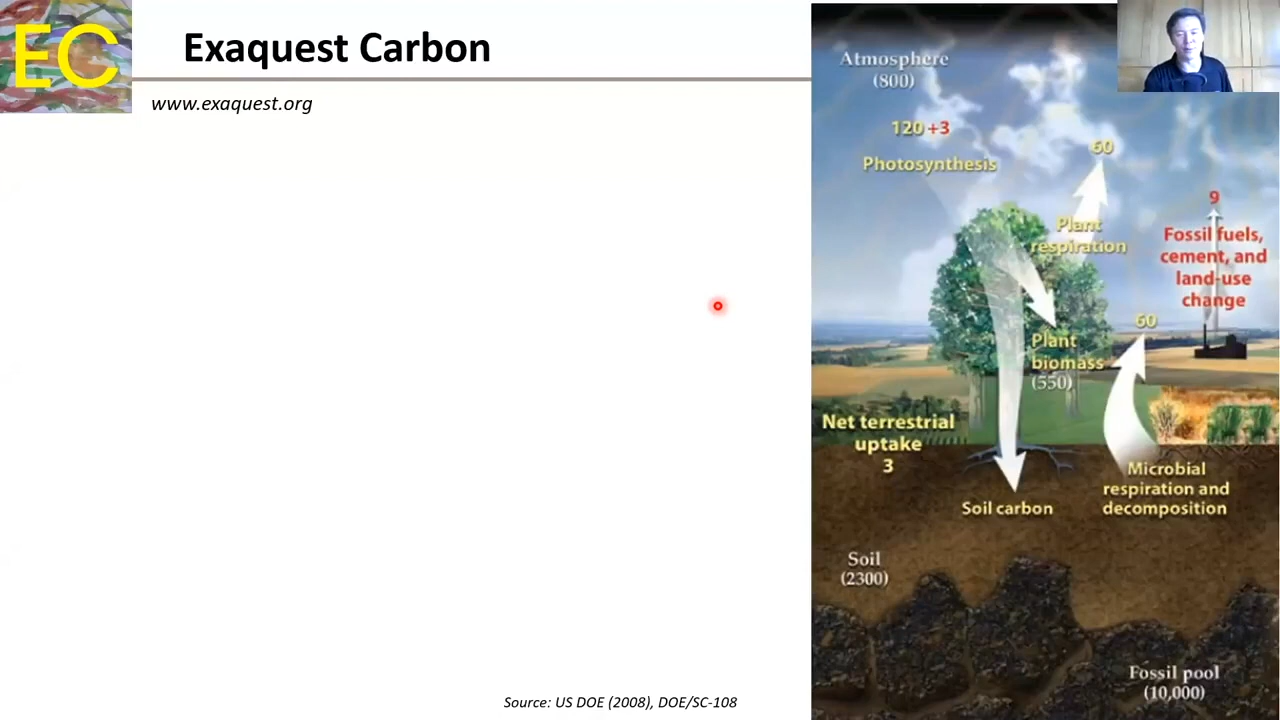 EC
Exaquest Carbon
www.exaquest.org
Atmosphere
(800)
120 +3
Photosynthesis
60
Plant
respiration
9
Fossil fuels,
cement, and
land-use
change
60
Plant
biomass
(550)
Net terrestrial
uptake
3
Microbial
respiration and
decomposition
Soil carbon
Soil
(2300)
Fossil pool
(10,000)
Source: US DOE (2008), DOE/SC-108